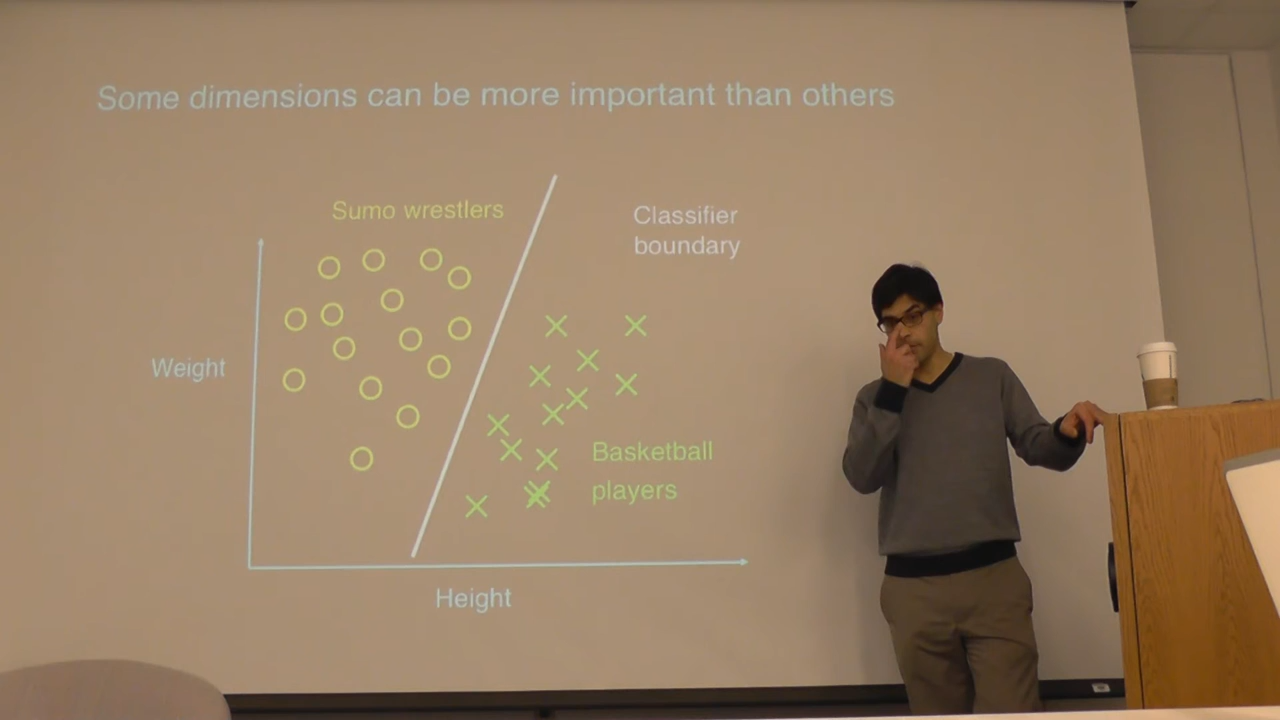 Some dimensions can be more important than others
Sumo wrestlers
Classifier
boundary
Weight
Basketball
players
Height